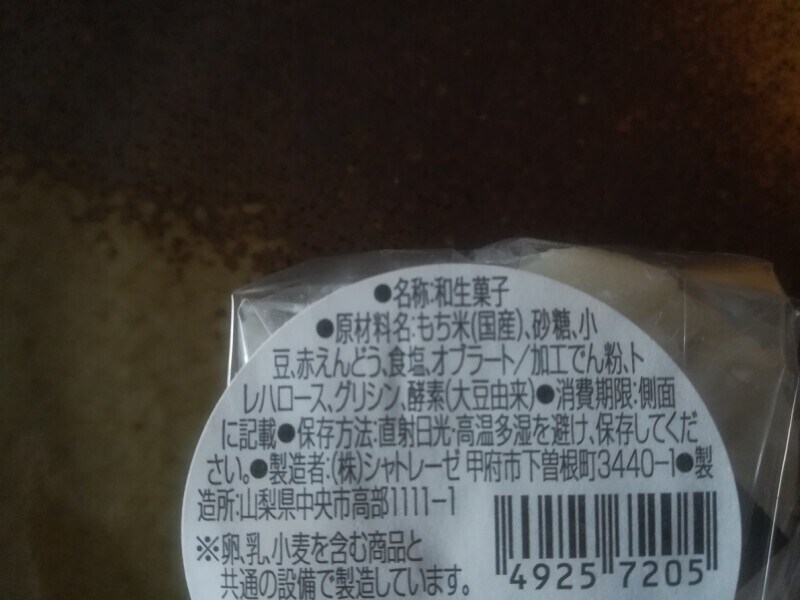 ●名称:和生菓子
●原材料名:もち米(国産)、砂糖、小
豆、赤えんどう、食塩、オブラート/加工でん粉、ト
レハロース、グリシン、酵素(大豆由来)●消費期限:側面
に記載●保存方法:直射日光・高温多湿を避け、保存してくだ
さい。●製造者:(株)シャトレーゼ 甲府市下曽根町3440-1●製
造所:山梨県中央市高部1111-1
※卵、乳、小麦を含む商品と
共通の設備で製造しています。
4925 7205